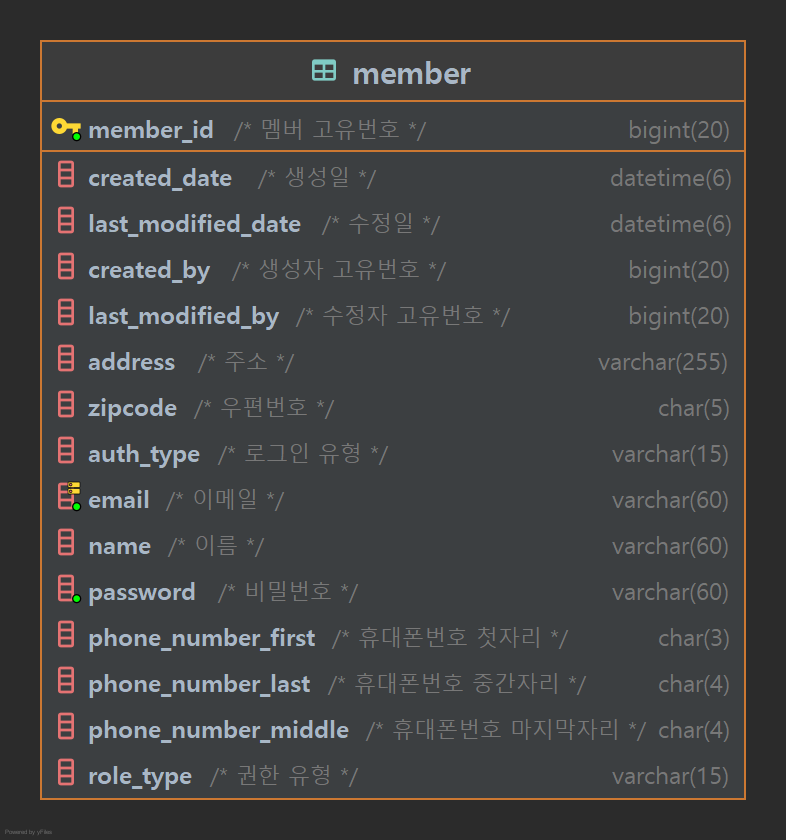 member
member_id /* 멤버 고유번호 */ bigint(20)
created_date /* 생성일 */ datetime(6)
last_modified_date /* 수정일 */ datetime(6)
created_by /* 생성자 고유번호 */ bigint(20)
last_modified_by /* 수정자 고유번호 */ bigint(20)
address /* 주소 */ varchar(255)
zipcode /* 우편번호 */ char(5)
auth_type /* 로그인 유형 */ varchar(15)
email /* 이메일 */ varchar(60)
name /* 이름 */ varchar(60)
password /* 비밀번호 */ varchar(60)
phone_number_first /* 휴대폰번호 첫자리 */ char(3)
phone_number_last /* 휴대폰번호 중간자리 */ char(4)
phone_number_middle /* 휴대폰번호 마지막자리 */ char(4)
role_type /* 권한 유형 */ varchar(15)
Powered by yFiles